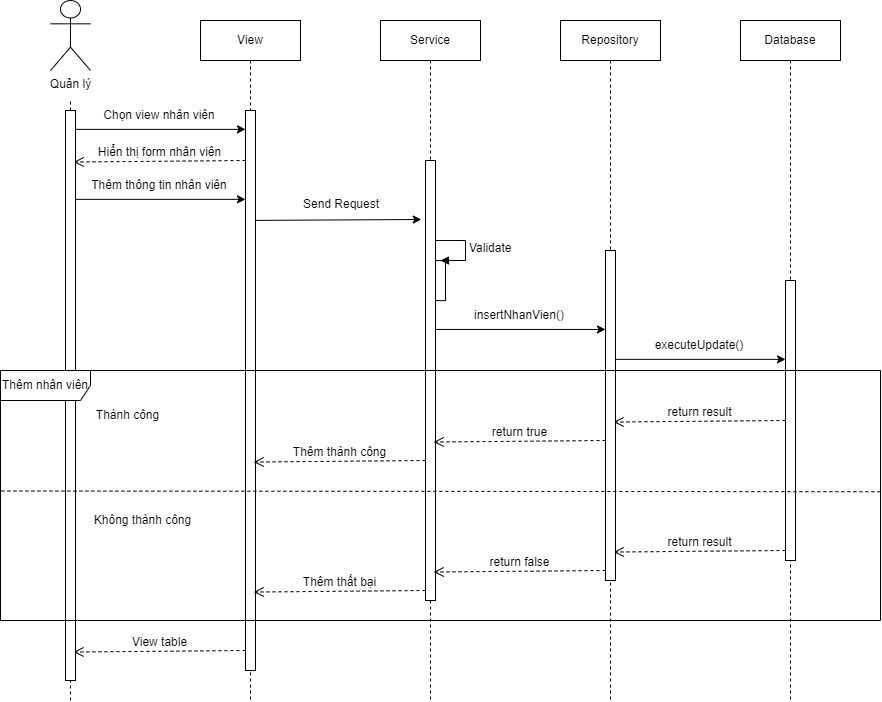 View
Service
Repository
Database
Quản lý
Chọn view nhân viên
Hiển thị form nhân viên
Thêm thông tin nhân viên
Send Request
Validate
insertNhanVien()
executeUpdate()
Thêm nhân viên
Thành công
return result
return true
Thêm thành công
Không thành công
return result
return false
Thêm thất bại
View table